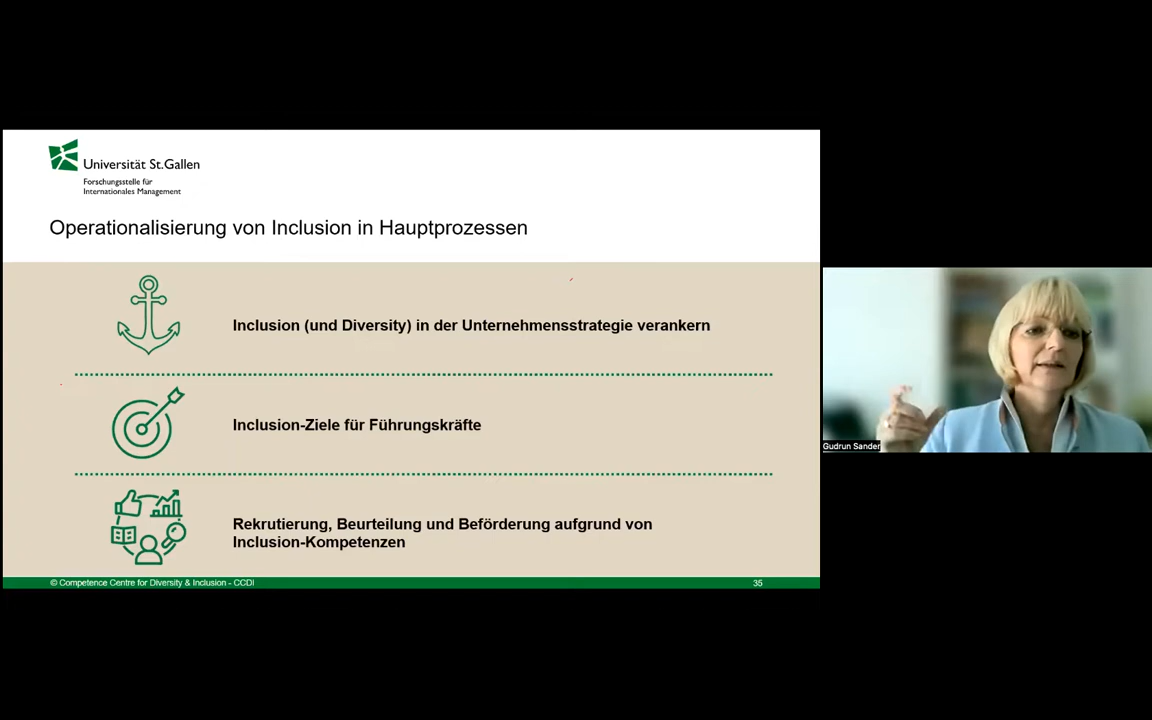 Universität St.Gallen
Forschungsstelle für
Internationales Management
Operationalisierung von Inclusion in Hauptprozessen
Inclusion (und Diversity) in der Unternehmensstrategie verankern
Inclusion-Ziele für Führungskräfte
Rekrutierung, Beurteilung und Beförderung aufgrund von
Inclusion-Kompetenzen
© Competence Centre for Diversity & Inclusion - CCDI
35
Gudrun Sander